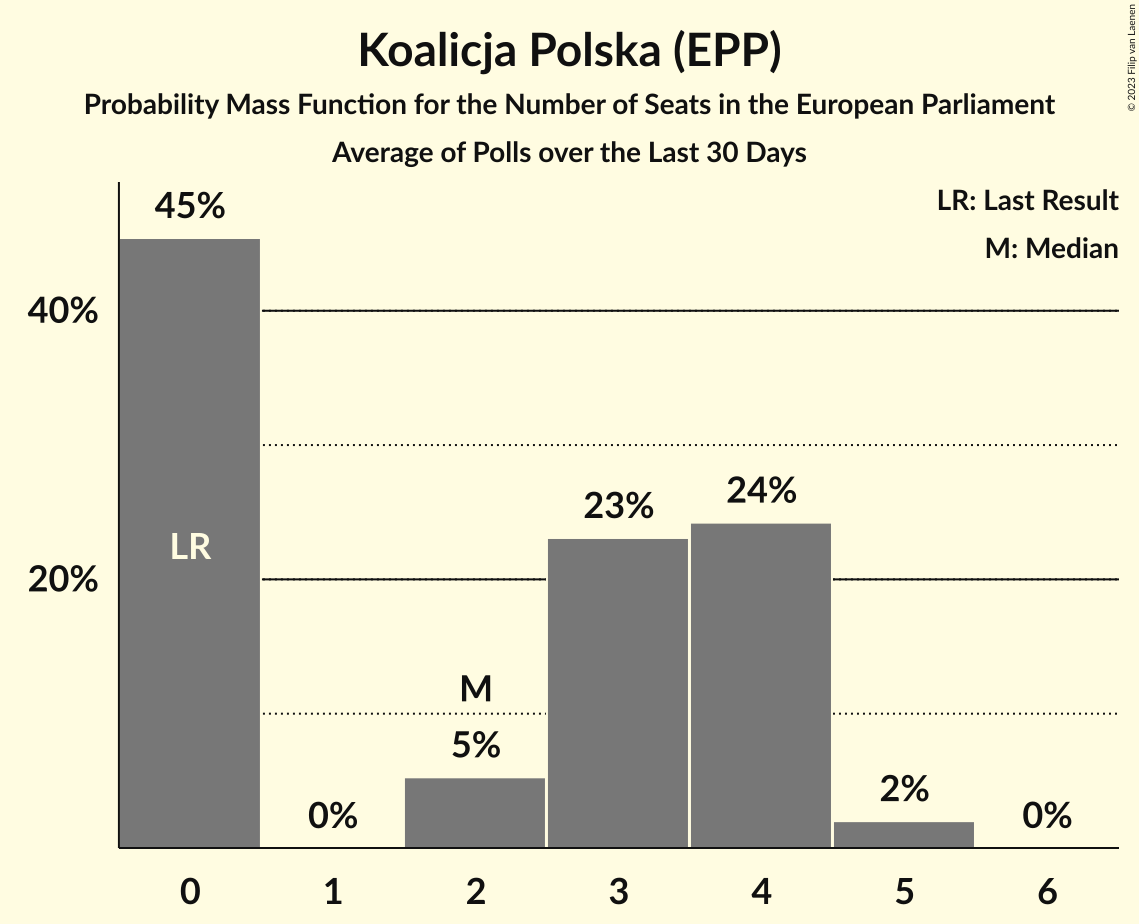 Koalicja Polska (EPP)
Probability Mass Function for the Number of Seats in the European Parliament
Average of Polls over the Last 30 Days
© 2023 Filip van Laenen
LR: Last Result
M: Median
45%
40%
24%
23%
LR
20%
M
5%
2%
0%
0%
0 1 2 3 4 5 6